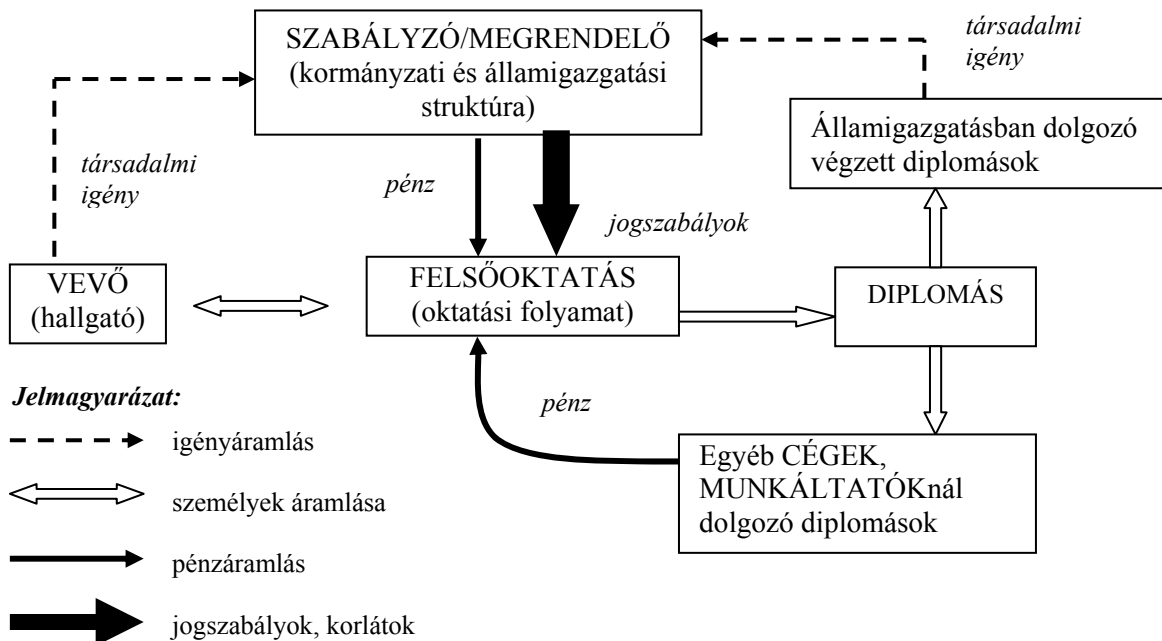 SZABÁLYZÓ/MEGRENDELŐ
(kormányzati és államigazgatási
struktúra)
társadalmi
igény
Államigazgatásban dolgozó
végzett diplomások
társadalmi
igény
pénz
jogszabályok
VEVŐ
(hallgató)
FELSŐOKTATÁS
(oktatási folyamat)
DIPLOMÁS
Jelmagyarázat:
igényáramlás
személyek áramlása
pénzáramlás
jogszabályok, korlátok
pénz
Egyéb CÉGEK,
MUNKÁLTATÓKnál
dolgozó diplomások